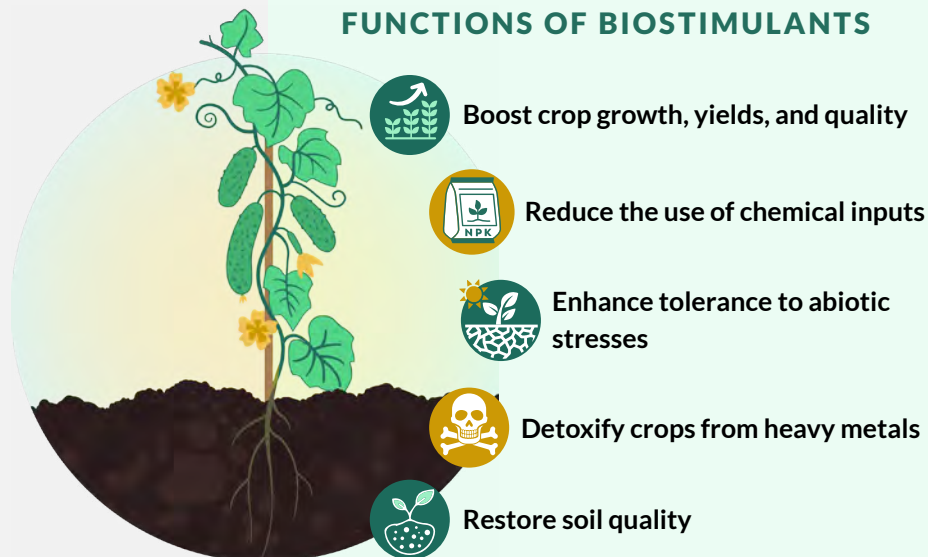 FUNCTIONS OF BIOSTIMULANTS
Boost crop growth, yields, and quality
NPK
Reduce the use of chemical inputs
Enhance tolerance to abiotic
stresses
Detoxify crops from heavy metals
Restore soil quality